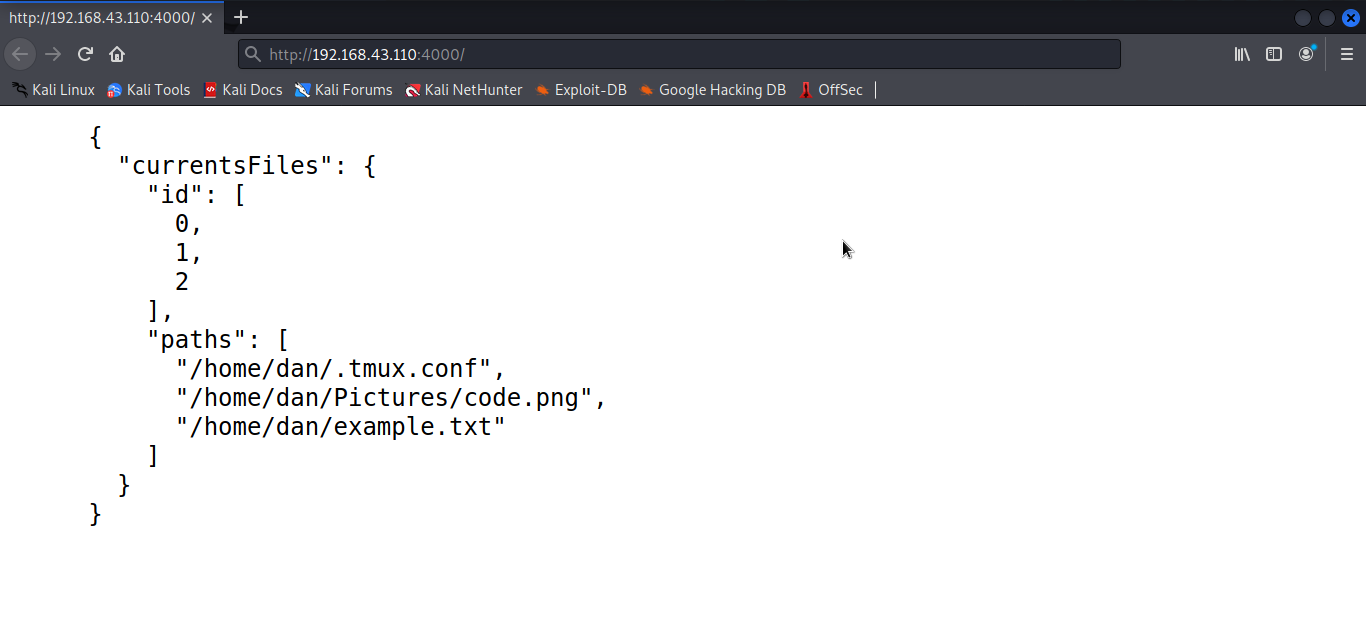 http://192.168.43.110:4000/
http://192.168.43.110:4000/
Kali Linux Kali Tools Kali Docs Kali Forums Kali NetHunter Exploit-DB Google Hacking DB OffSec
{
  "currentsFiles": {
    "id": [
      0,
      1,
      2
    ],
    "paths": [
      "/home/dan/.tmux.conf",
      "/home/dan/Pictures/code.png",
      "/home/dan/example.txt"
    ]
  }
}